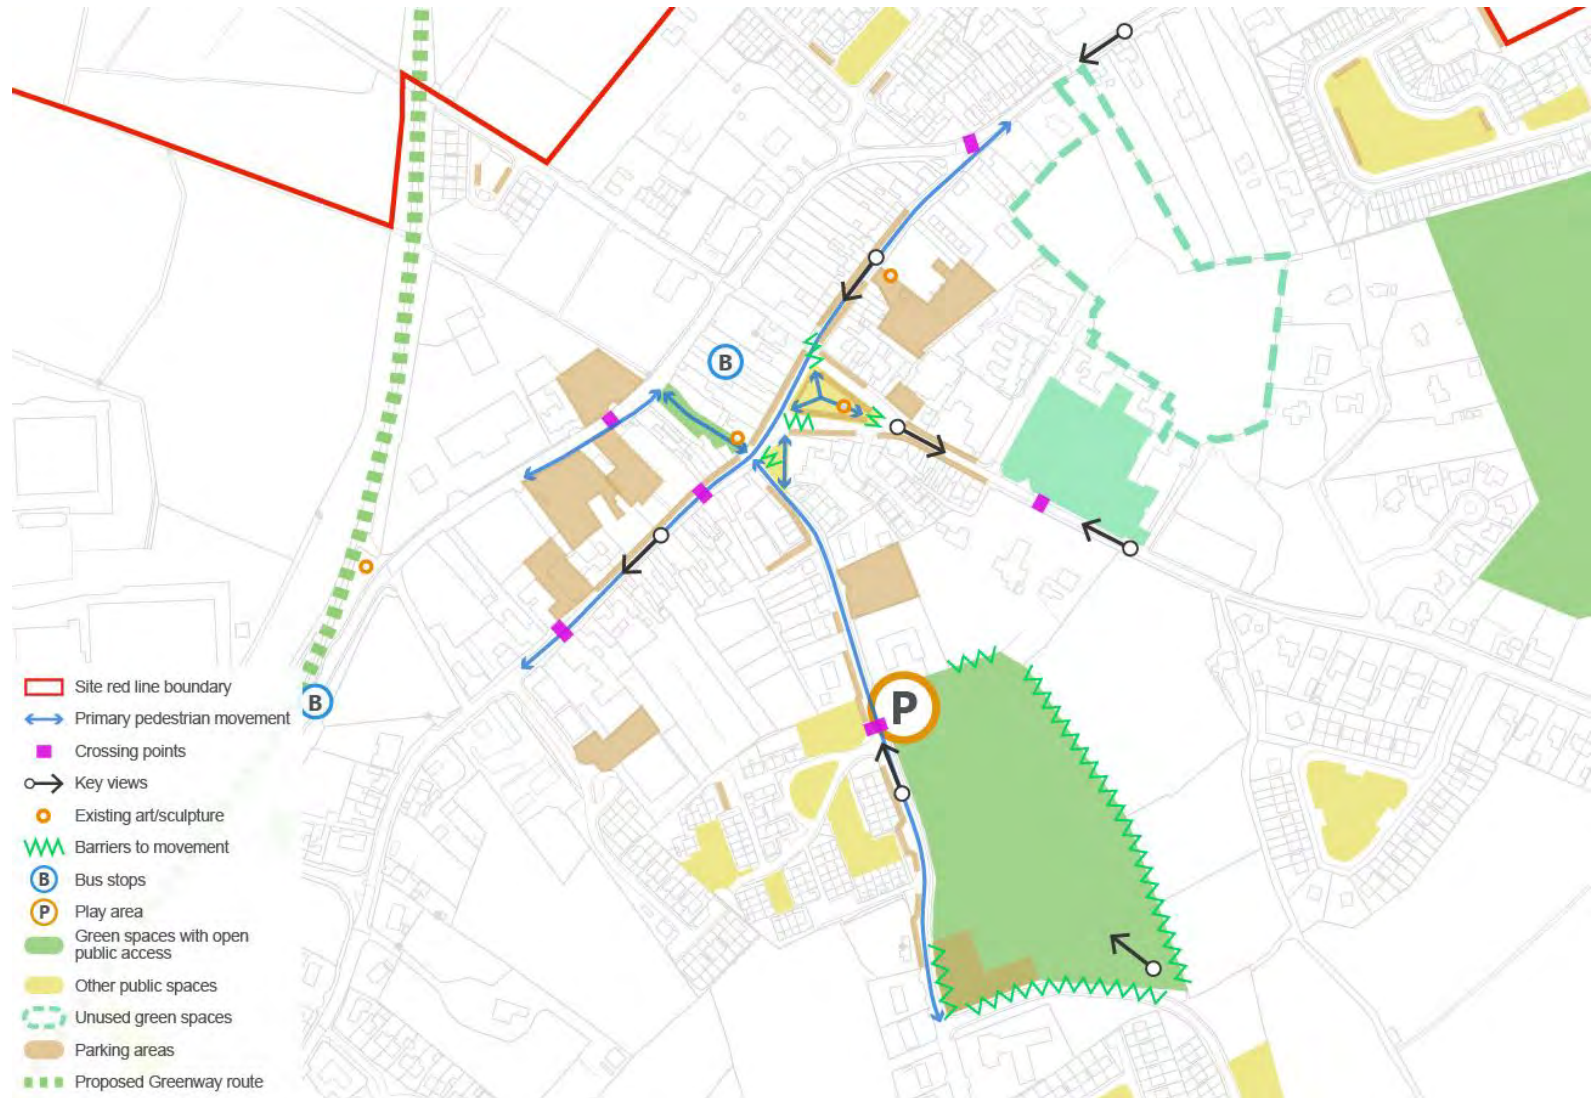 B
P
B
Site red line boundary
Primary pedestrian movement
Crossing points
Key views
Existing art/sculpture
Barriers to movement
B Bus stops
P Play area
Green spaces with open
public access
Other public spaces
Unused green spaces
Parking areas
Proposed Greenway route